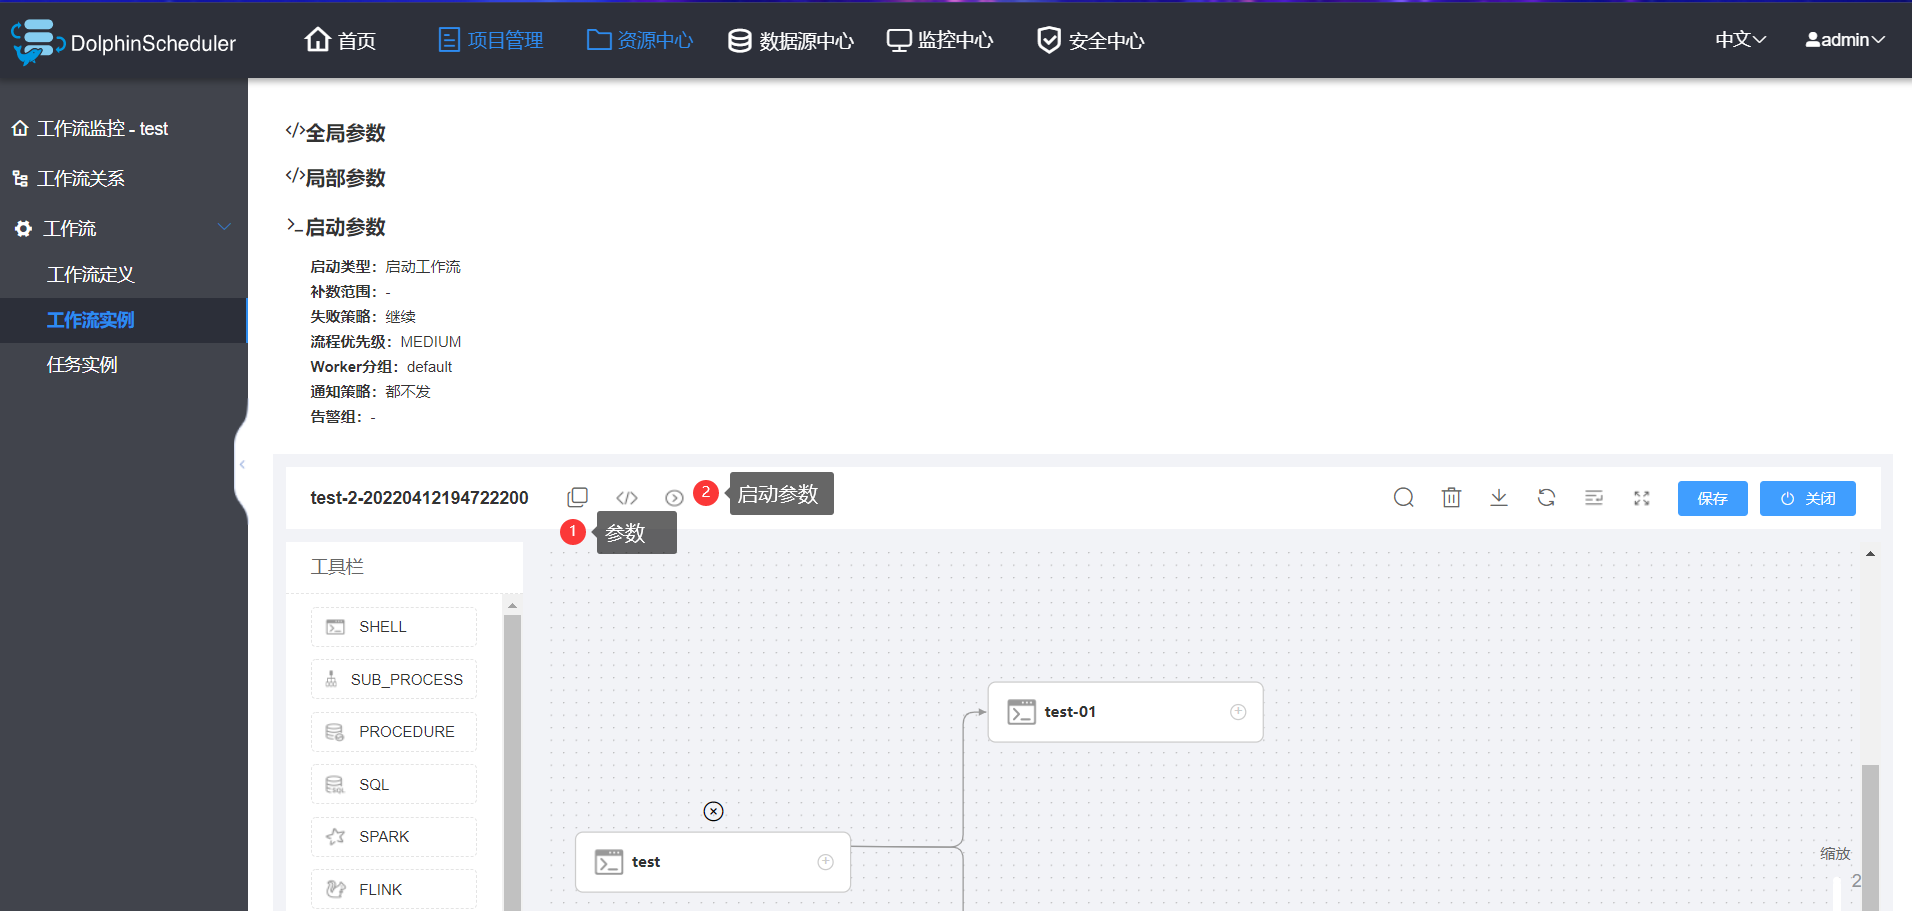 DolphinScheduler 首页 项目管理 资源中心 数据源中心 监控中心 安全中心 中文 admin
工作流监控 - test
工作流关系
工作流
工作流定义
工作流实例
任务实例
全局参数
局部参数
启动参数
启动类型：启动工作流
补数范围：-
失败策略：继续
流程优先级：MEDIUM
Worker分组：default
通知策略：都不发
告警组：-
test-2-20220412194722200 2 启动参数 保存 关闭
1 参数
工具栏
SHELL
SUB_PROCESS
PROCEDURE
SQL
SPARK
FLINK
test-01
test
缩放
2